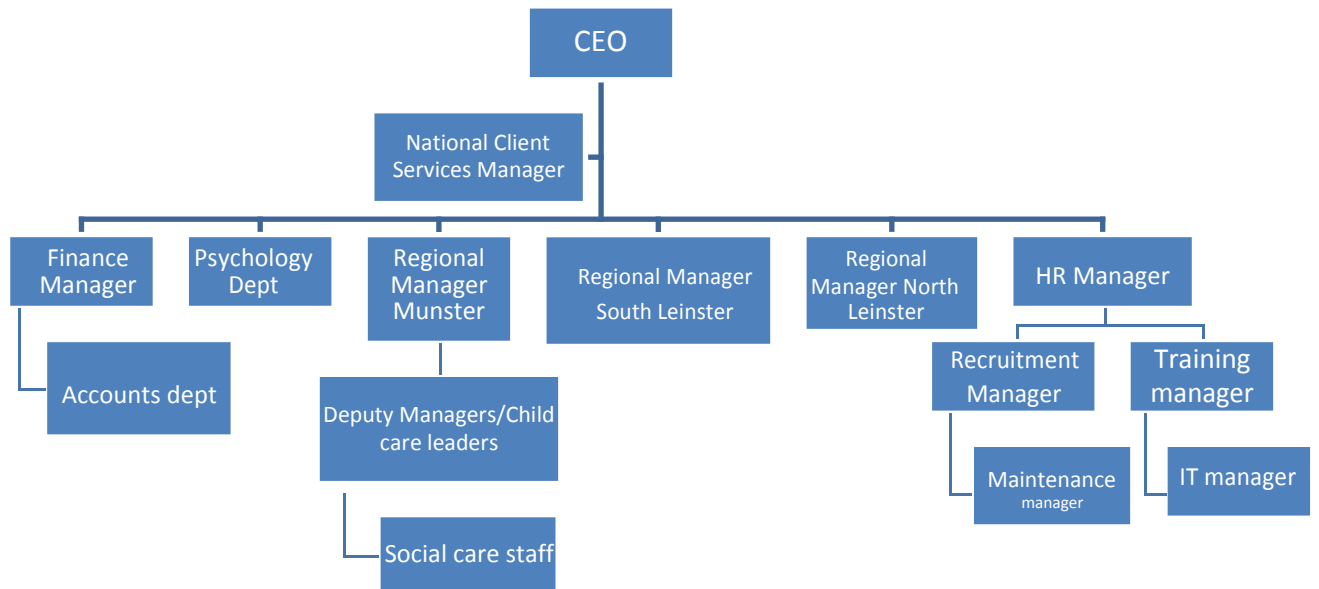 CEO
National Client
Services Manager
Finance
Manager
Psychology
Dept
Regional
Manager
Munster
Regional Manager
South Leinster
Regional
Manager North
Leinster
HR Manager
Accounts dept
Deputy Managers/Child
care leaders
Recruitment
Manager
Training
manager
Maintenance
manager
IT manager
Social care staff